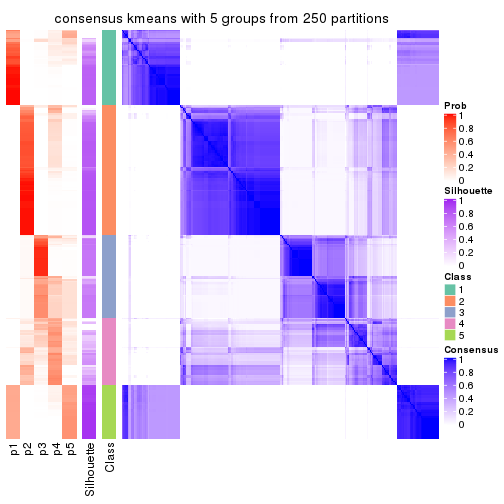 consensus kmeans with 5 groups from 250 partitions
Prob
1
0.8
0.6
0.4
0.2
0
Silhouette
1
0.8
0.6
0.4
0.2
0
Class
1
2
3
4
5
Consensus
1
0.8
0.6
0.4
0.2
0
p1
p2
p3
p4
p5
Silhouette
Class